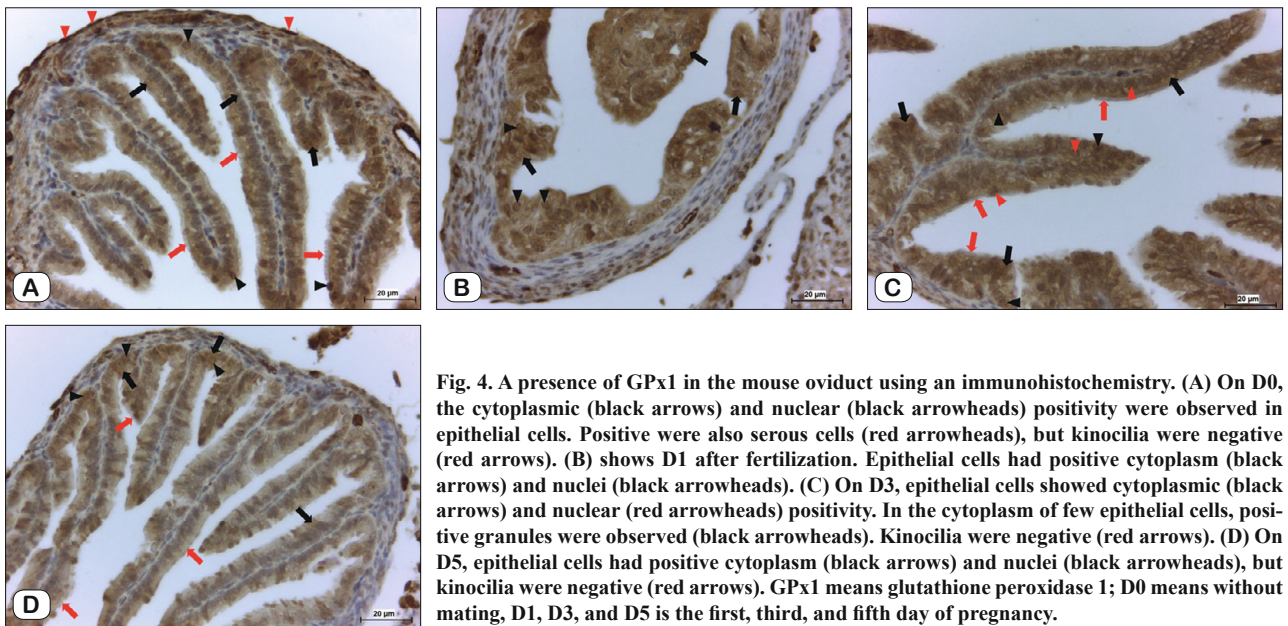 A
20 µm
B
20 µm
C
20 µm
D
20 µm
Fig. 4. A presence of GPx1 in the mouse oviduct using an immunohistochemistry. (A) On D0,
the cytoplasmic (black arrows) and nuclear (black arrowheads) positivity were observed in
epithelial cells. Positive were also serous cells (red arrowheads), but kinocilia were negative
(red arrows). (B) shows D1 after fertilization. Epithelial cells had positive cytoplasm (black
arrows) and nuclei (black arrowheads). (C) On D3, epithelial cells showed cytoplasmic (black
arrows) and nuclear (red arrowheads) positivity. In the cytoplasm of few epithelial cells, posi-
tive granules were observed (black arrowheads). Kinocilia were negative (red arrows). (D) On
D5, epithelial cells had positive cytoplasm (black arrows) and nuclei (black arrowheads), but
kinocilia were negative (red arrows). GPx1 means glutathione peroxidase 1; D0 means without
mating, D1, D3, and D5 is the first, third, and fifth day of pregnancy.